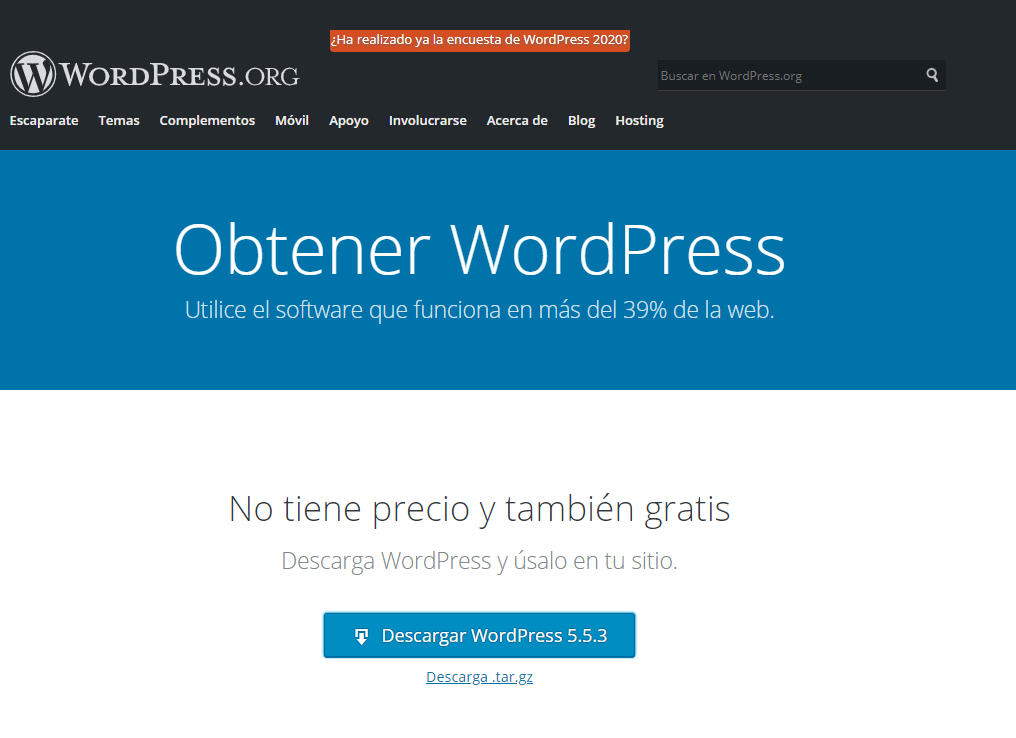 ¿Ha realizado ya la encuesta de WordPress 2020?
WORDPRESS.ORG
Buscar en WordPress.org
Escaparate Temas Complementos Móvil Apoyo Involucrarse Acerca de Blog Hosting
Obtener WordPress
Utilice el software que funciona en más del 39% de la web.
No tiene precio y también gratis
Descarga WordPress y úsalo en tu sitio.
Descargar WordPress 5.5.3
Descarga .tar.gz